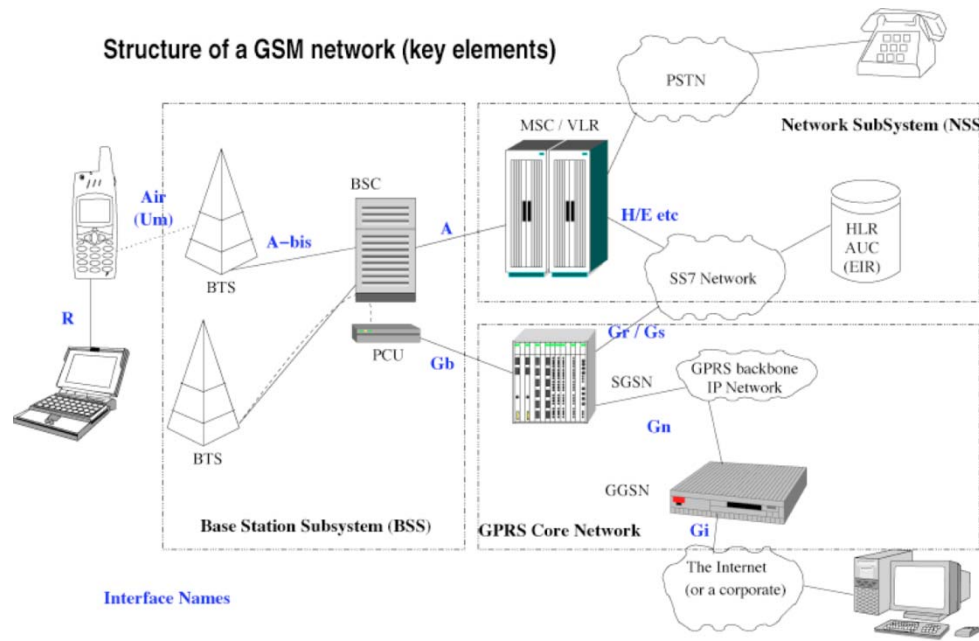 Structure of a GSM network (key elements)
PSTN
MSC / VLR
Network SubSystem (NSS
BSC
Air
(Um)
A-bis
A
H/E etc
HLR
AUC
(EIR)
BTS
SS7 Network
R
PCU
Gb
Gr / Gs
SGSN
GPRS backbone
IP Network
Gn
BTS
GGSN
Base Station Subsystem (BSS)
GPRS Core Network
Gi
The Internet
(or a corporate)
Interface Names